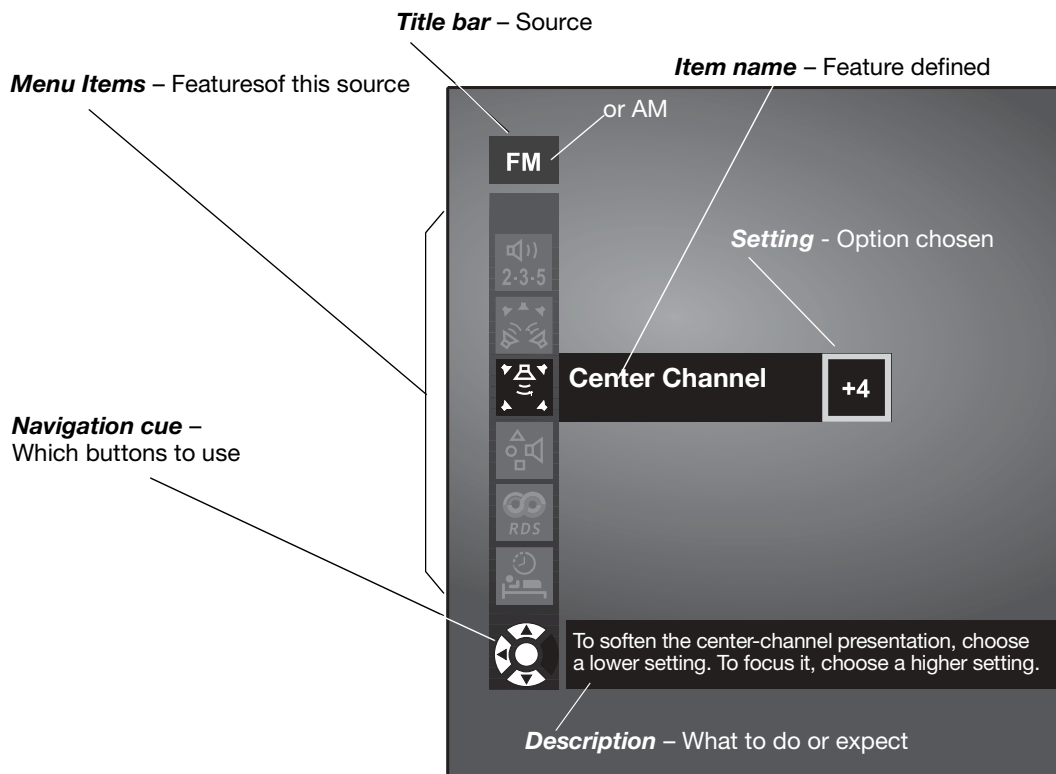 Title bar – Source
Item name – Feature defined
Menu Items – Featuresof this source
or AM
FM
Setting - Option chosen
2·3·5
Center Channel
+4
Navigation cue –
Which buttons to use
RDS
To soften the center-channel presentation, choose
a lower setting. To focus it, choose a higher setting.
Description – What to do or expect